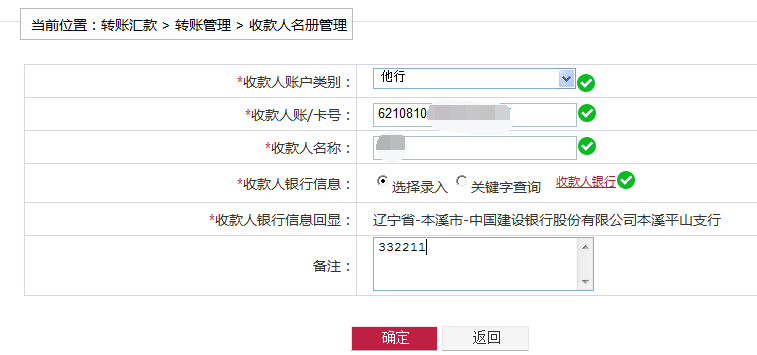 当前位置：转账汇款 > 转账管理 > 收款人名册管理
*收款人账户类别： 他行
*收款人账/卡号： 6210810
*收款人名称：
*收款人银行信息： 选择录入 关键字查询 收款人银行
*收款人银行信息回显： 辽宁省-本溪市-中国建设银行股份有限公司本溪平山支行
备注： 332211
确定 返回